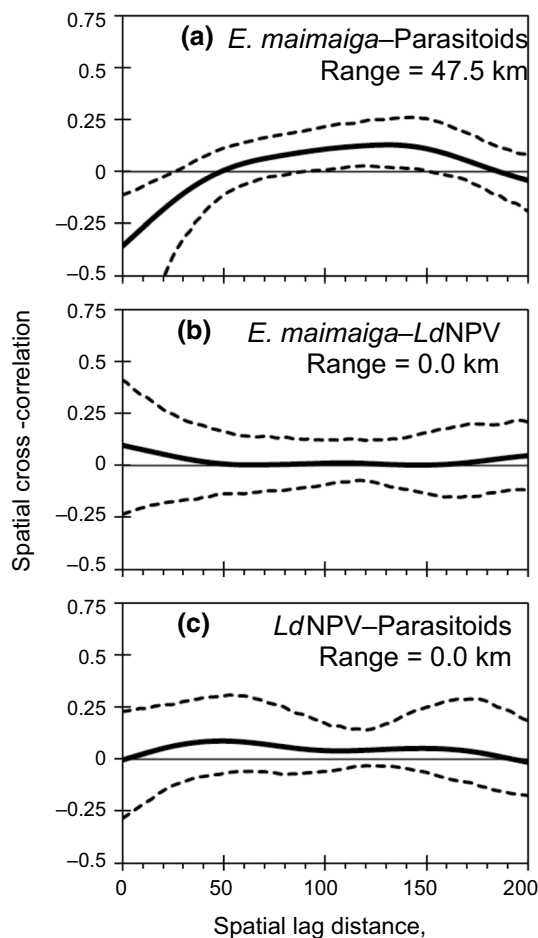 (a) E. maimaiga–Parasitoids
Range = 47.5 km
0.75
0.5
0.25
0
–0.25
–0.5
(b) E. maimaiga–LdNPV
Range = 0.0 km
0.75
0.5
0.25
0
–0.25
–0.5
(c) LdNPV–Parasitoids
Range = 0.0 km
0.75
0.5
0.25
0
–0.25
–0.5
Spatial cross -correlation
0 50 100 150 200
Spatial lag distance,